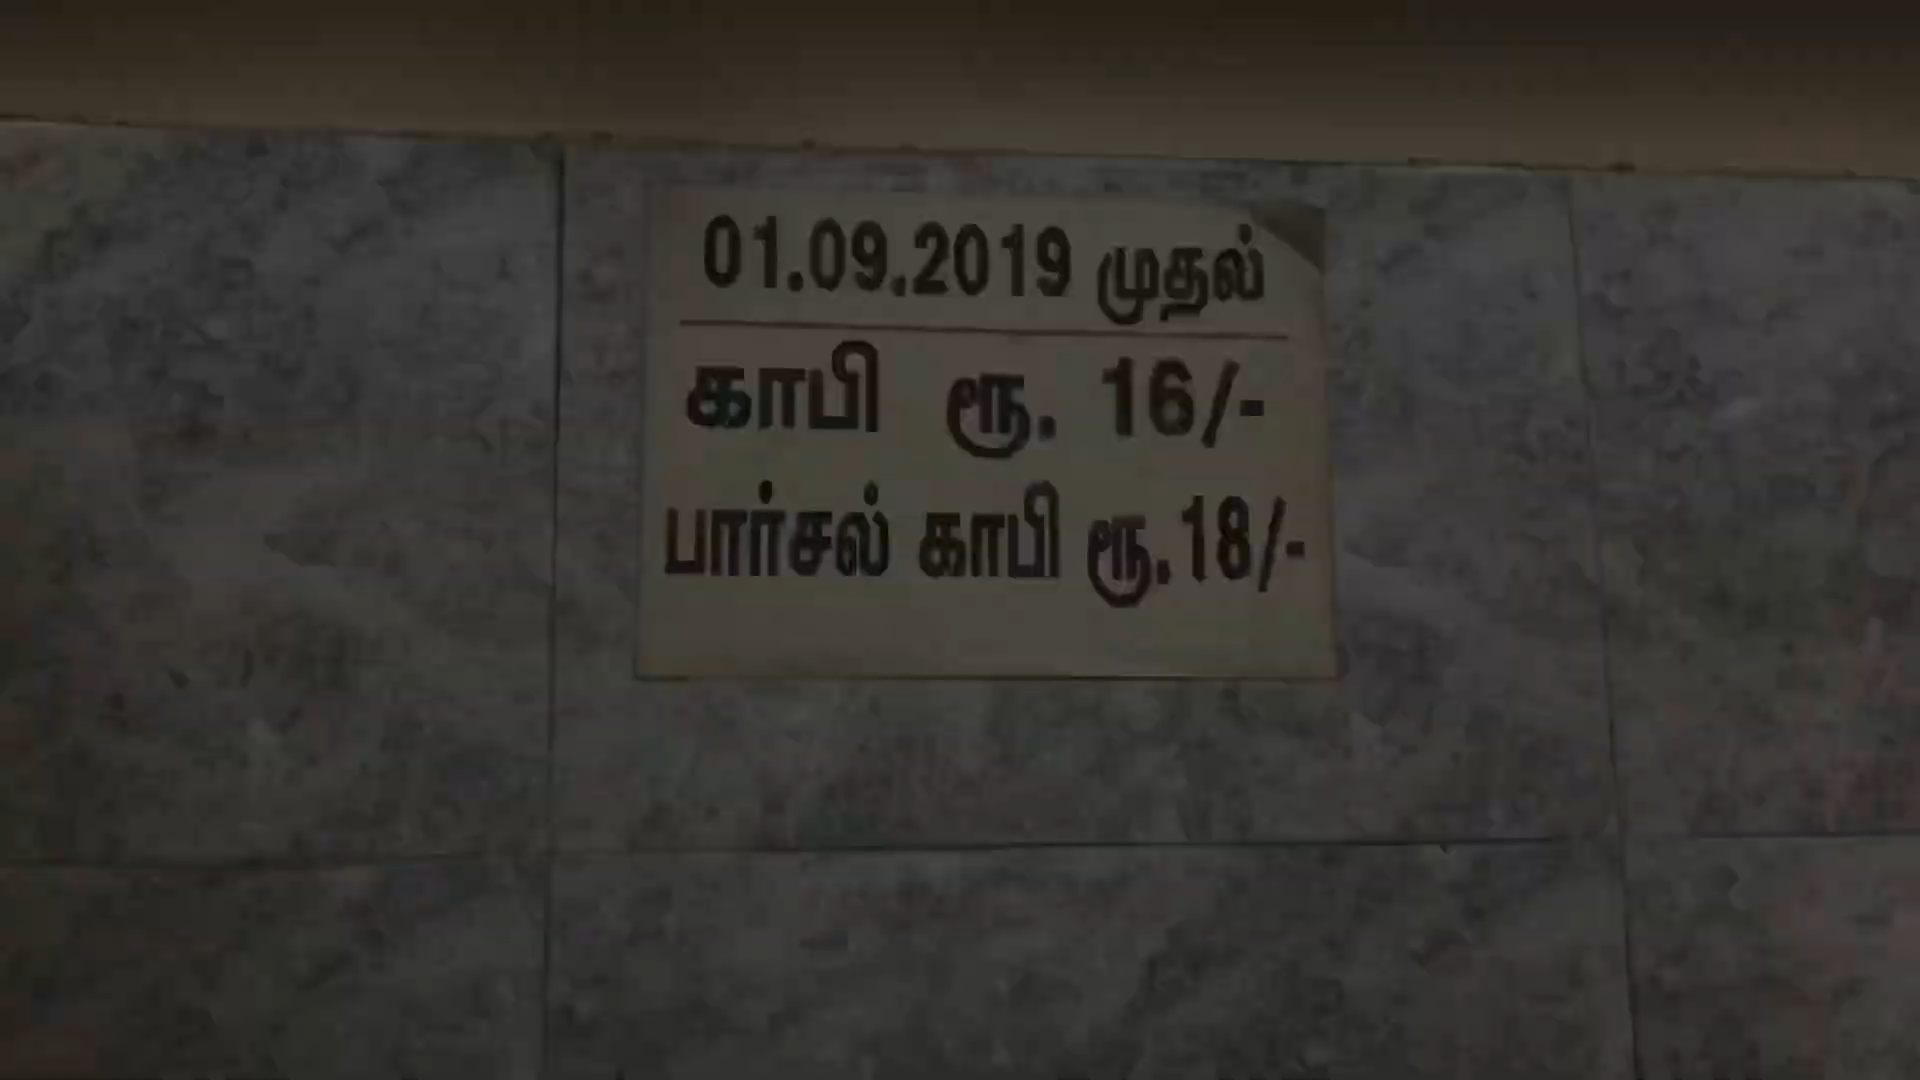 01.09.2019 முதல்
காபி ரூ. 16/-
பார்சல் காபி ரூ.18/-